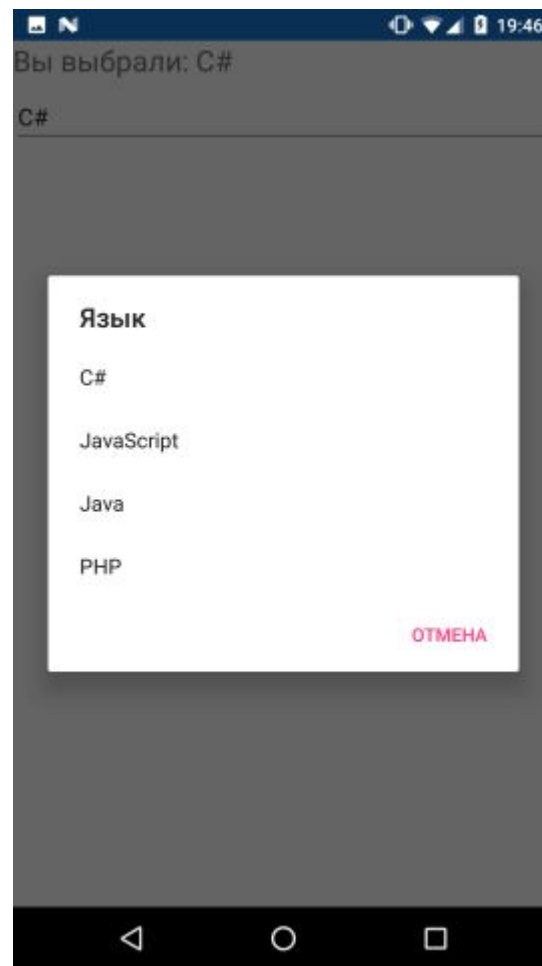 19:46
Вы выбрали: C#
C#
Язык
C#
JavaScript
Java
PHP
ОТМЕНА